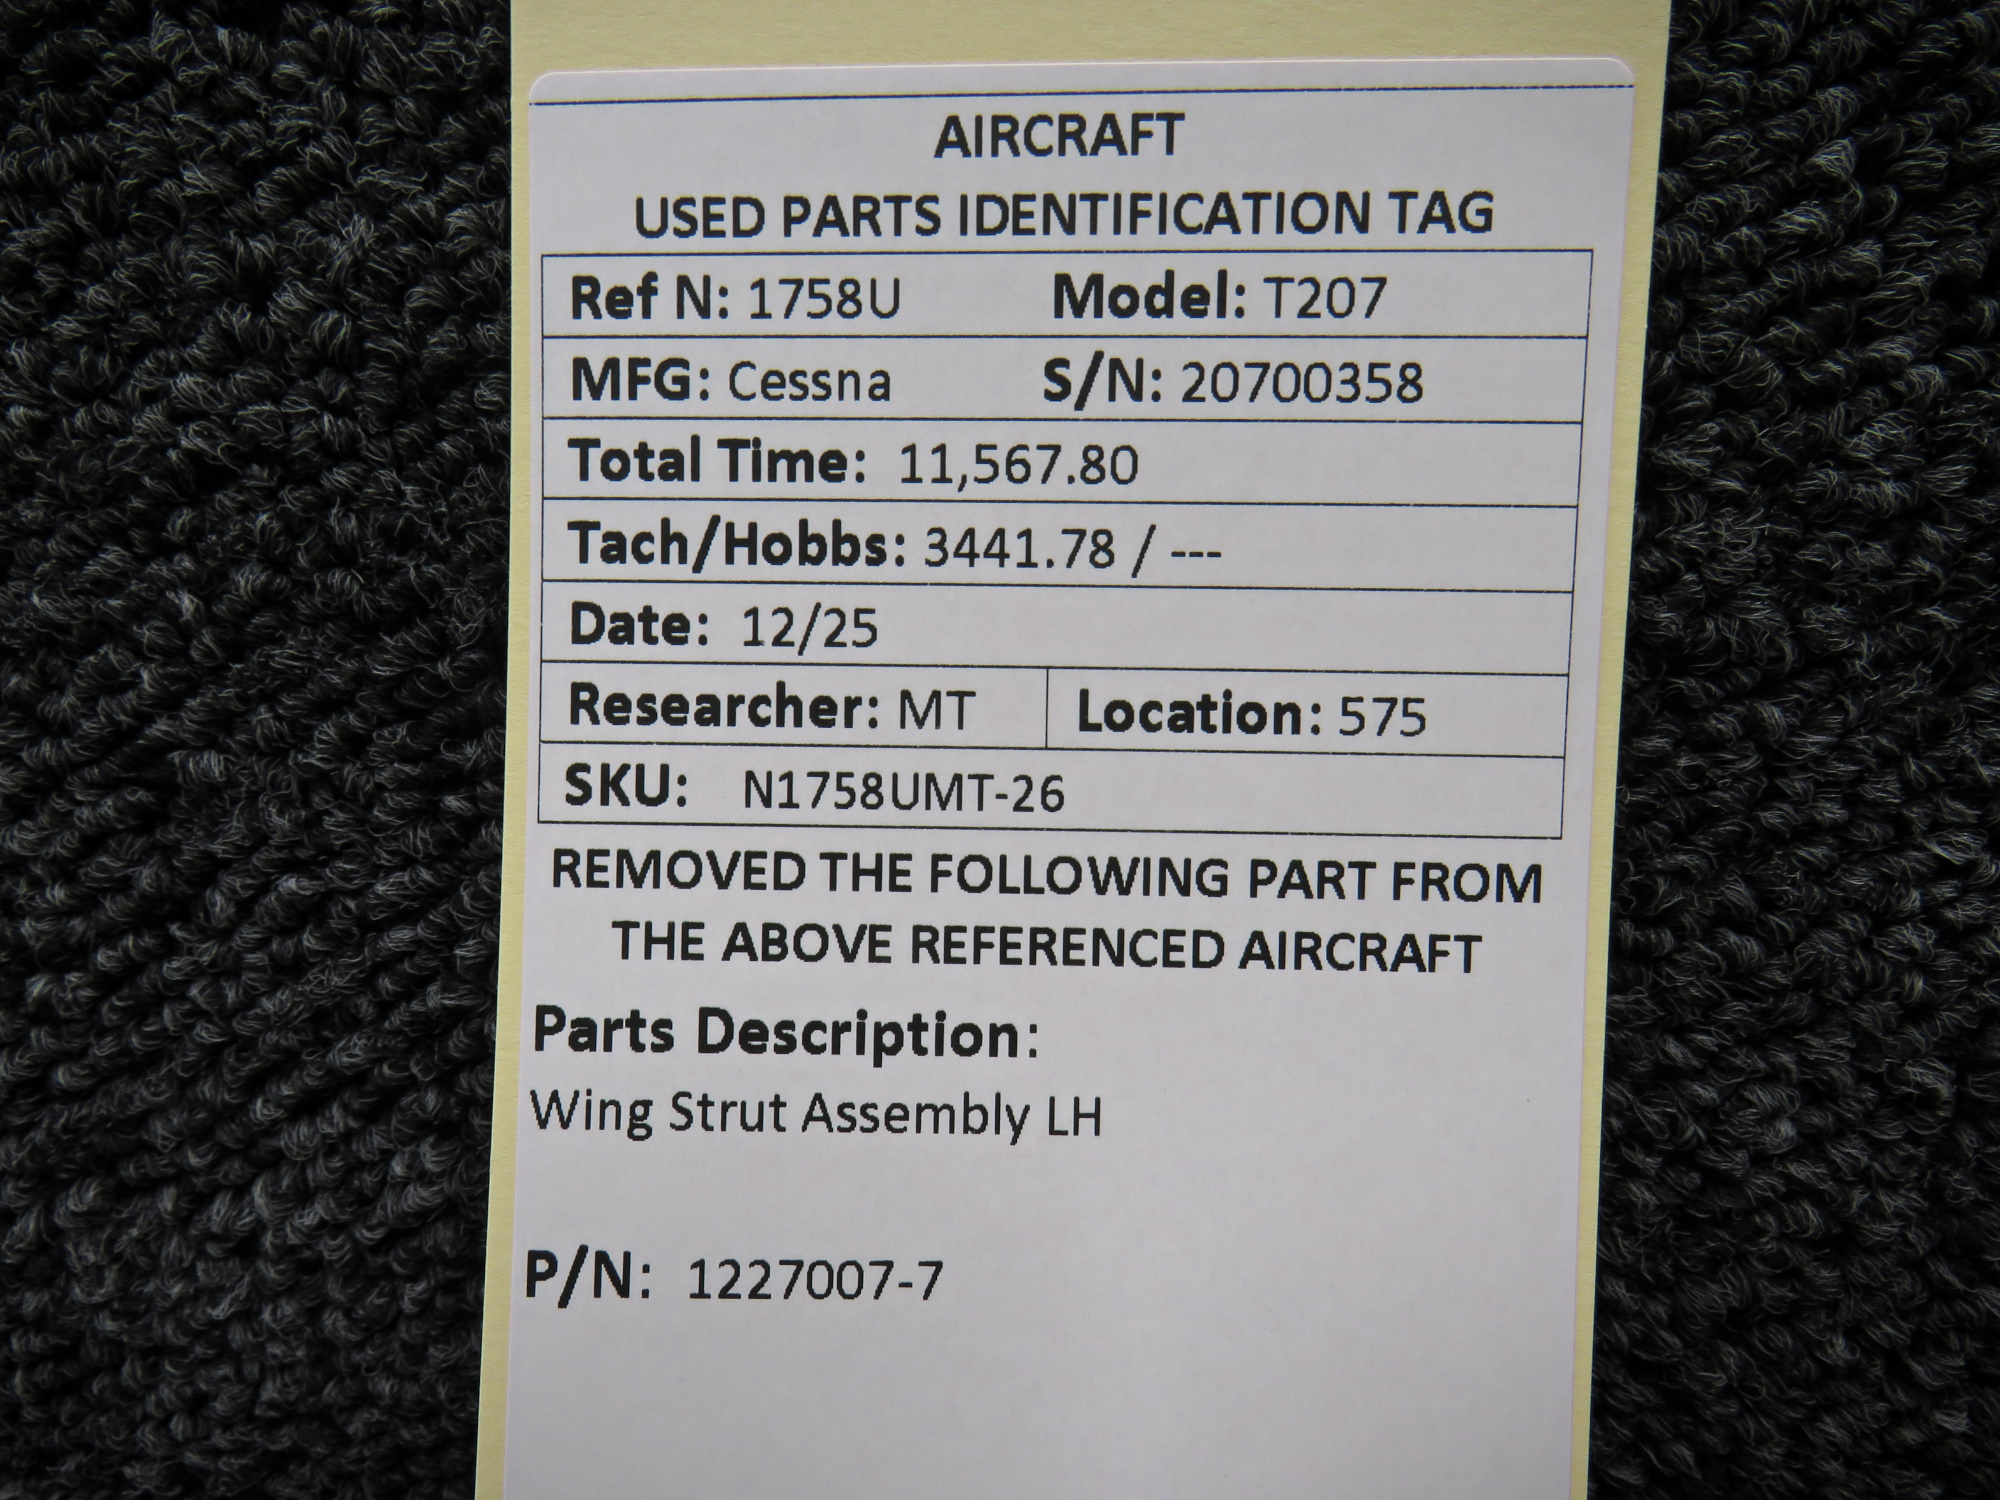 AIRCRAFT
USED PARTS IDENTIFICATION TAG
Ref N: 1758U Model: T207
MFG: Cessna S/N: 20700358
Total Time: 11,567.80
Tach/Hobbs: 3441.78 / ---
Date: 12/25
Researcher: MT Location: 575
SKU: N1758UMT-26
REMOVED THE FOLLOWING PART FROM
THE ABOVE REFERENCED AIRCRAFT
Parts Description:
Wing Strut Assembly LH
P/N: 1227007-7